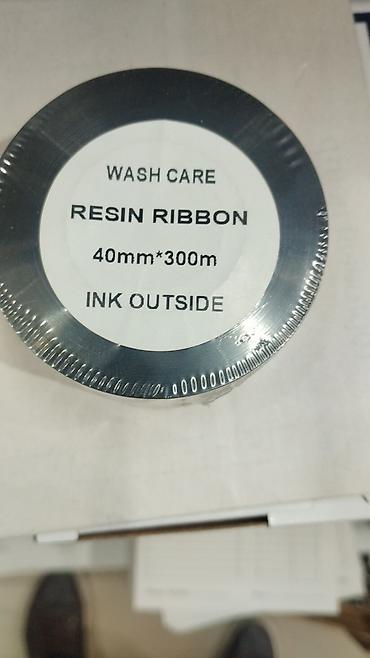 WASH CARE
RESIN RIBBON
40mm*300m
INK OUTSIDE